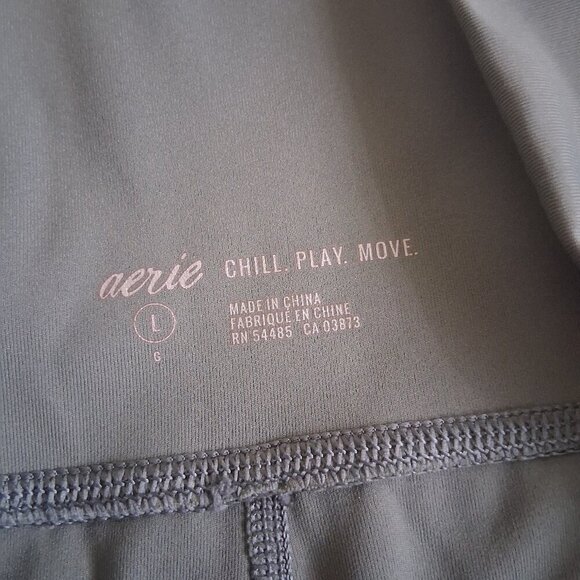 aerie CHILL. PLAY. MOVE.
L
G
MADE IN CHINA
FABRIQUÉ EN CHINE
RN 54485 CA 03873